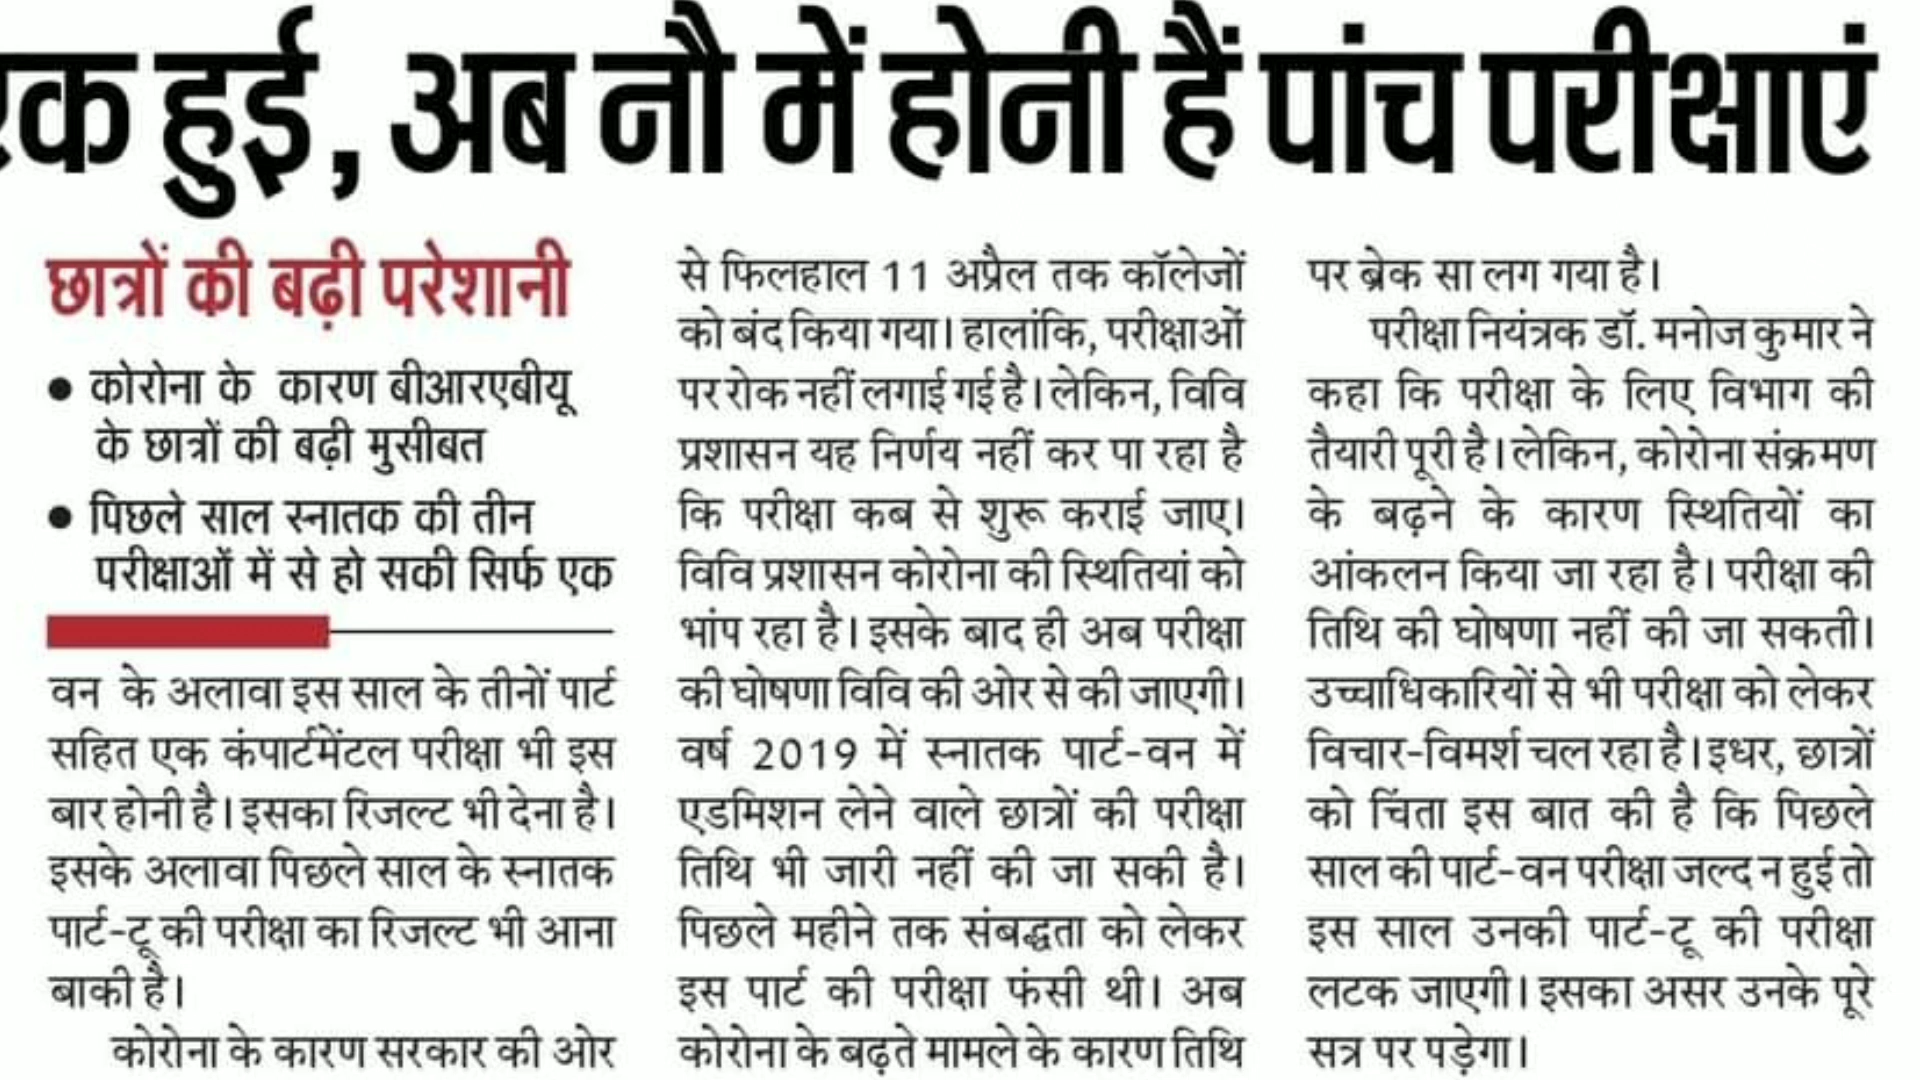 हुई, अब नौ में होनी हैं पांच परीक्षाएं
छात्रों की बढ़ी परेशानी
● कोरोना के कारण बीआरएबीयू
के छात्रों की बढ़ी मुसीबत
● पिछले साल स्नातक की तीन
परीक्षाओं में से हो सकी सिर्फ एक
वन के अलावा इस साल के तीनों पार्ट
सहित एक कंपार्टमेंटल परीक्षा भी इस
बार होनी है। इसका रिजल्ट भी देना है।
इसके अलावा पिछले साल के स्नातक
पार्ट-टू की परीक्षा का रिजल्ट भी आना
बाकी है।
कोरोना के कारण सरकार की ओर
से फिलहाल 11 अप्रैल तक कॉलेजों
को बंद किया गया। हालांकि, परीक्षाओं
पर रोक नहीं लगाई गई है। लेकिन, विवि
प्रशासन यह निर्णय नहीं कर पा रहा है
कि परीक्षा कब से शुरू कराई जाए।
विवि प्रशासन कोरोना की स्थितियां को
भांप रहा है। इसके बाद ही अब परीक्षा
की घोषणा विवि की ओर से की जाएगी।
वर्ष 2019 में स्नातक पार्ट-वन में
एडमिशन लेने वाले छात्रों की परीक्षा
तिथि भी जारी नहीं की जा सकी है।
पिछले महीने तक संबद्धता को लेकर
इस पार्ट की परीक्षा फंसी थी। अब
कोरोना के बढ़ते मामले के कारण तिथि
पर ब्रेक सा लग गया है।
परीक्षा नियंत्रक डॉ. मनोज कुमार ने
कहा कि परीक्षा के लिए विभाग की
तैयारी पूरी है। लेकिन, कोरोना संक्रमण
के बढ़ने के कारण स्थितियों का
आंकलन किया जा रहा है। परीक्षा की
तिथि की घोषणा नहीं की जा सकती।
उच्चाधिकारियों से भी परीक्षा को लेकर
विचार-विमर्श चल रहा है। इधर, छात्रों
को चिंता इस बात की है कि पिछले
साल की पार्ट-वन परीक्षा जल्द न हुई तो
इस साल उनकी पार्ट-टू की परीक्षा
लटक जाएगी। इसका असर उनके पूरे
सत्र पर पड़ेगा।